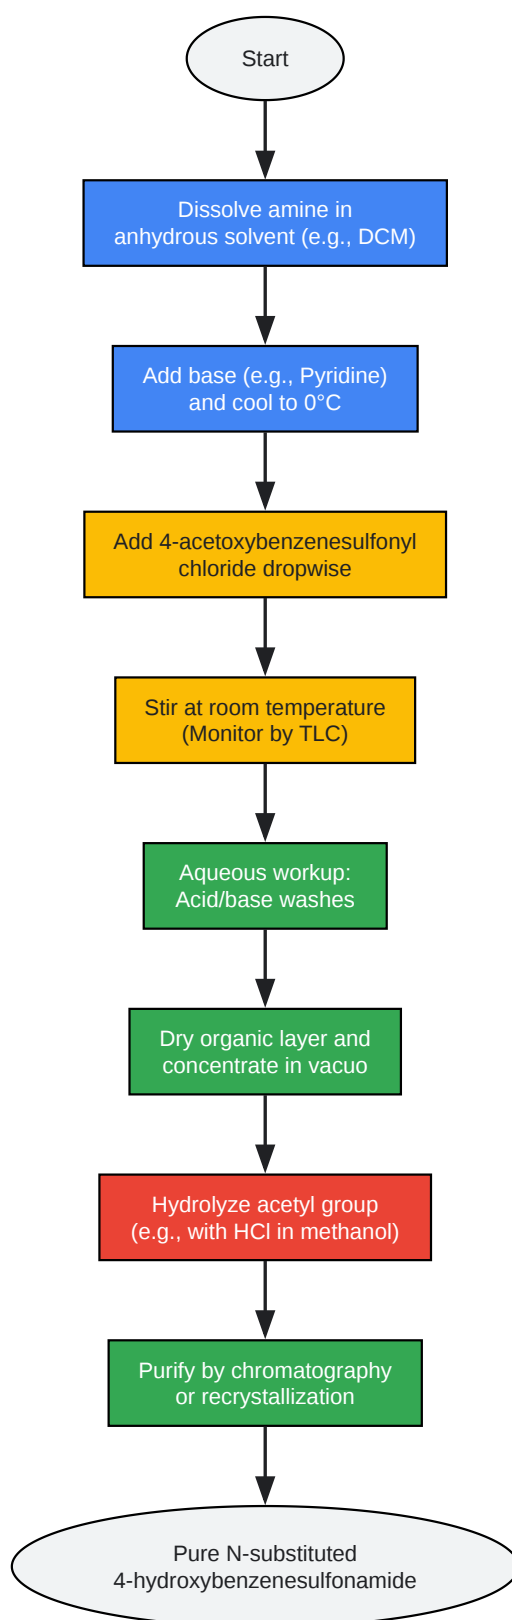 Start
Dissolve amine in
anhydrous solvent (e.g., DCM)
Add base (e.g., Pyridine)
and cool to 0°C
Add 4-acetoxybenzenesulfonyl
chloride dropwise
Stir at room temperature
(Monitor by TLC)
Aqueous workup:
Acid/base washes
Dry organic layer and
concentrate in vacuo
Hydrolyze acetyl group
(e.g., with HCl in methanol)
Purify by chromatography
or recrystallization
Pure N-substituted
4-hydroxybenzenesulfonamide